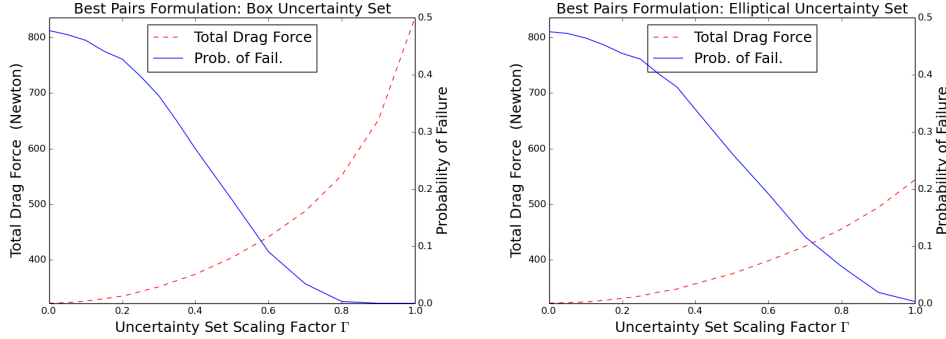 Best Pairs Formulation: Box Uncertainty Set
Total Drag Force
Prob. of Fail.
Total Drag Force (Newton)
800
700
600
500
400
0.5
0.4
0.3
0.2
0.1
0.0
Probability of Failure
0.0 0.2 0.4 0.6 0.8 1.0
Uncertainty Set Scaling Factor Γ
Best Pairs Formulation: Elliptical Uncertainty Set
Total Drag Force
Prob. of Fail.
Total Drag Force (Newton)
800
700
600
500
400
0.5
0.4
0.3
0.2
0.1
0.0
Probability of Failure
0.0 0.2 0.4 0.6 0.8 1.0
Uncertainty Set Scaling Factor Γ